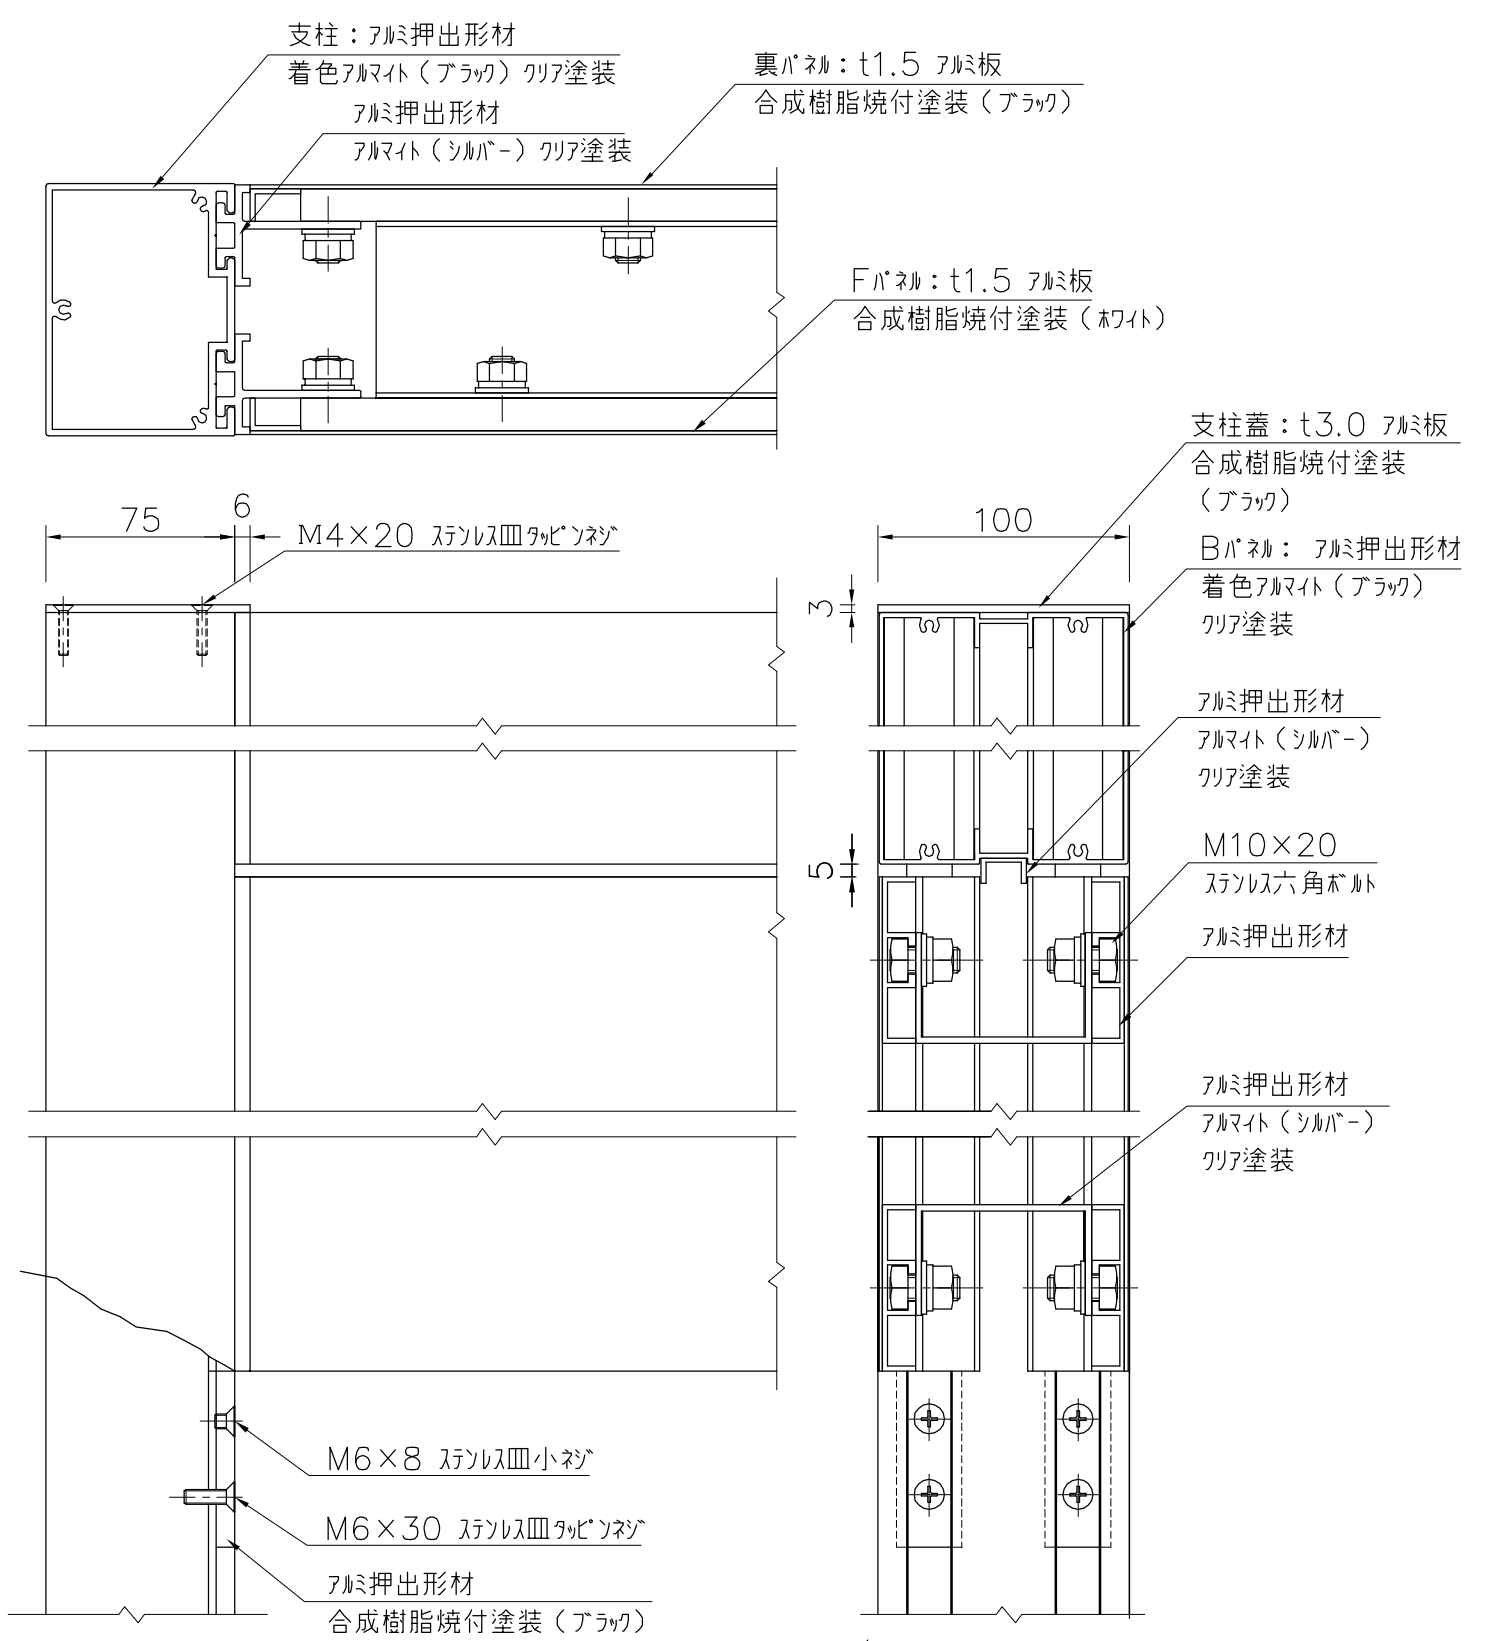 支柱：ｱﾙﾐ押出形材
着色ｱﾙﾏｲﾄ（ﾌﾞﾗｯｸ）ｸﾘｱ塗装
ｱﾙﾐ押出形材
ｱﾙﾏｲﾄ（ｼﾙﾊﾞｰ）ｸﾘｱ塗装
裏ﾊﾟﾈﾙ：t1.5 ｱﾙﾐ板
合成樹脂焼付塗装（ﾌﾞﾗｯｸ）
Fﾊﾟﾈﾙ：t1.5 ｱﾙﾐ板
合成樹脂焼付塗装（ﾎﾜｲﾄ）
支柱蓋：t3.0 ｱﾙﾐ板
合成樹脂焼付塗装
（ﾌﾞﾗｯｸ）
75
6
M4×20 ｽﾃﾝﾚｽ皿ﾀｯﾋﾟﾝﾈｼﾞ
100
Bﾊﾟﾈﾙ： ｱﾙﾐ押出形材
着色ｱﾙﾏｲﾄ（ﾌﾞﾗｯｸ）
ｸﾘｱ塗装
3
ｱﾙﾐ押出形材
ｱﾙﾏｲﾄ（ｼﾙﾊﾞｰ）
ｸﾘｱ塗装
5
M10×20
ｽﾃﾝﾚｽ六角ﾎﾞﾙﾄ
ｱﾙﾐ押出形材
ｱﾙﾐ押出形材
ｱﾙﾏｲﾄ（ｼﾙﾊﾞｰ）
ｸﾘｱ塗装
M6×8 ｽﾃﾝﾚｽ皿小ﾈｼﾞ
M6×30 ｽﾃﾝﾚｽ皿ﾀｯﾋﾟﾝﾈｼﾞ
ｱﾙﾐ押出形材
合成樹脂焼付塗装（ﾌﾞﾗｯｸ）